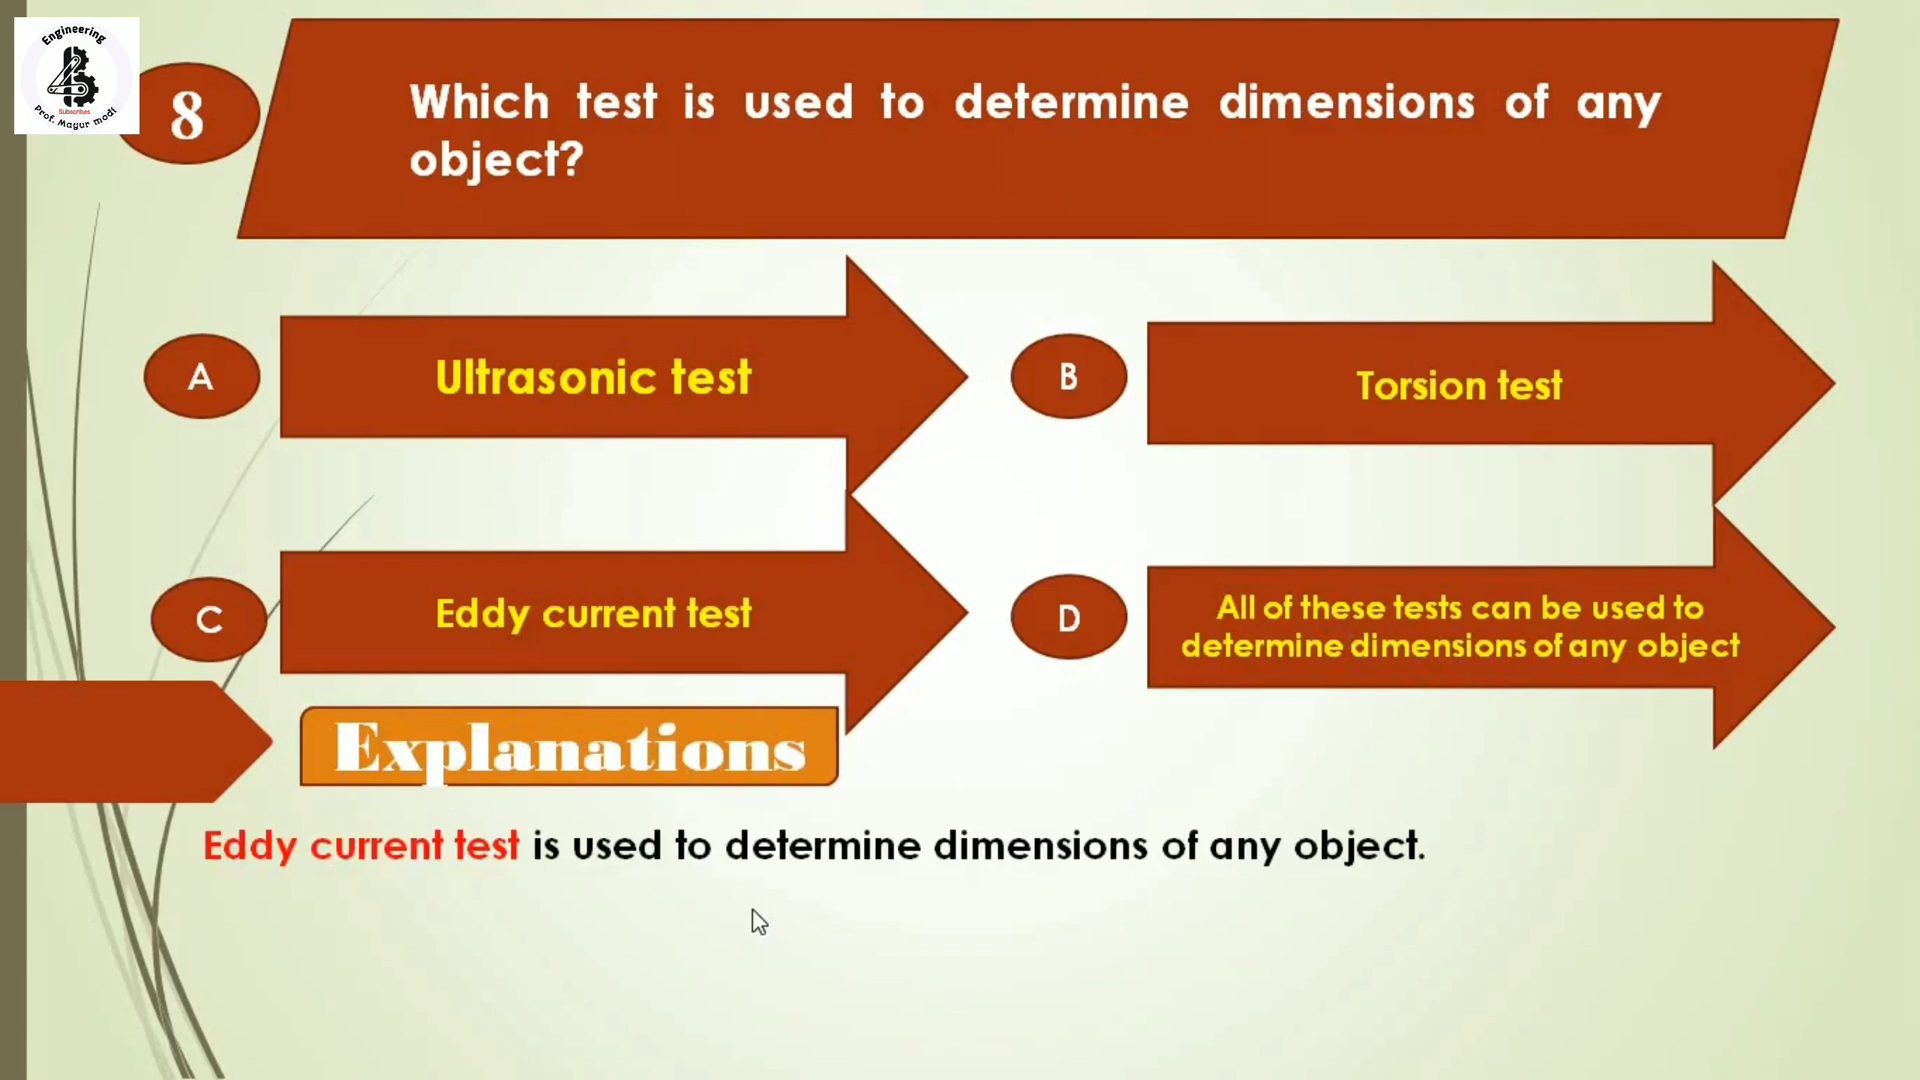 Engineering
4
Subscribes
Prof. Mayur modi
8
Which test is used to determine dimensions of any
object?
A
Ultrasonic test
B
Torsion test
C
Eddy current test
D
All of these tests can be used to
determine dimensions of any object
Explanations
Eddy current test is used to determine dimensions of any object.